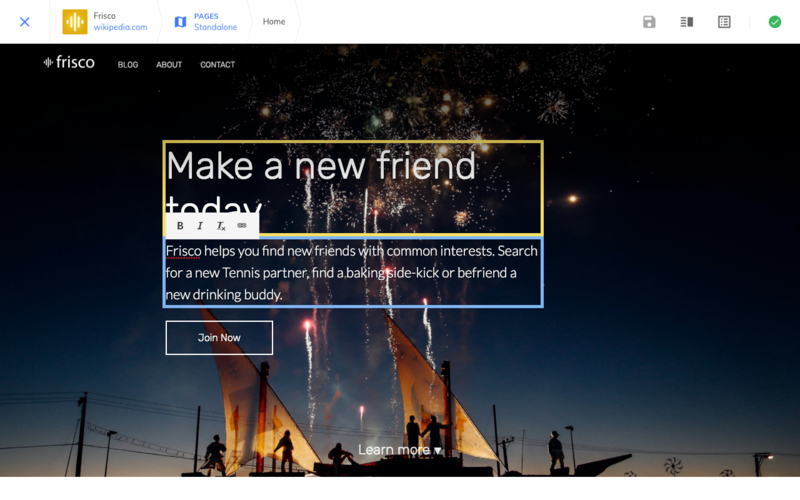 Frisco
wikipedia.com
PAGES
Standalone
Home
frisco
BLOG
ABOUT
CONTACT
Make a new friend
today
B I Tx
Frisco helps you find new friends with common interests. Search
for a new Tennis partner, find a baking side-kick or befriend a
new drinking buddy.
Join Now
Learn more ▾